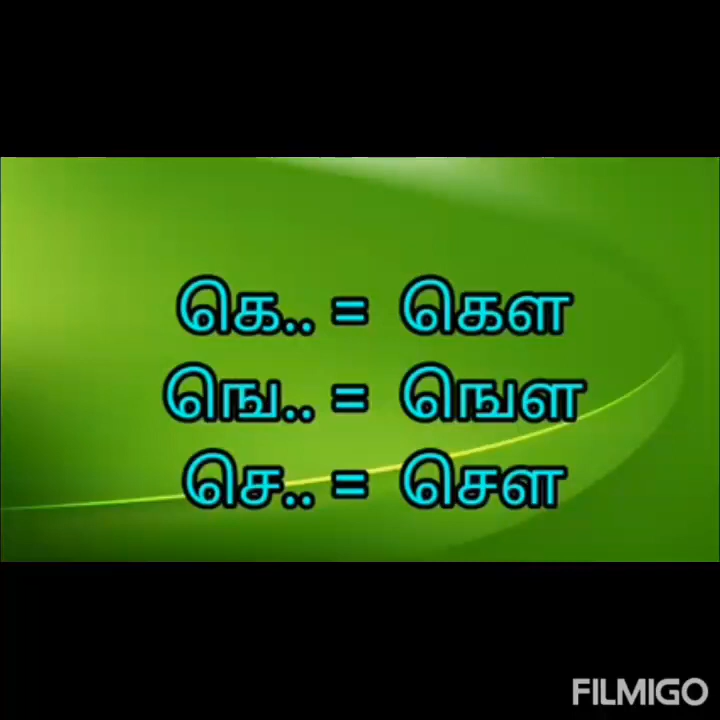 கெ.. = கௌ
ஙெ.. = ஙௌ
செ.. = சௌ
FILMIGO